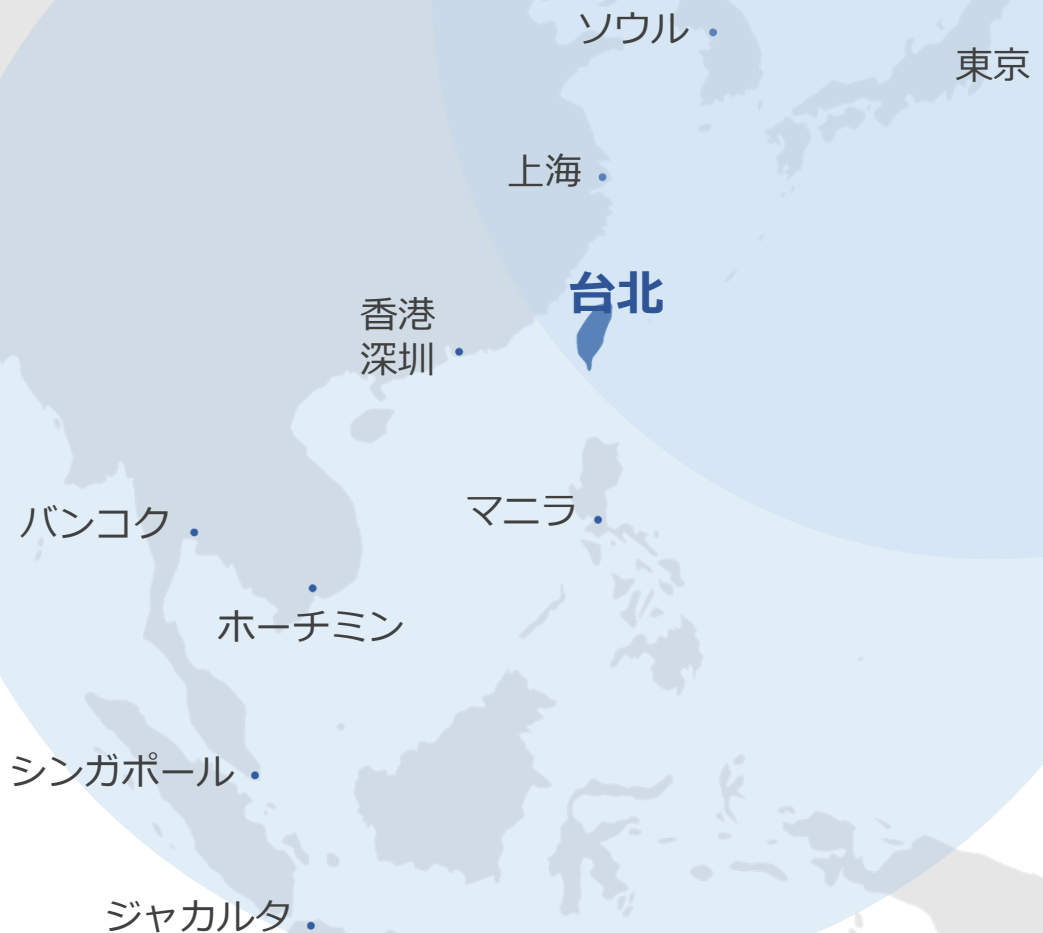 ソウル
東京
上海
台北
香港
深圳
マニラ
バンコク
ホーチミン
シンガポール
ジャカルタ